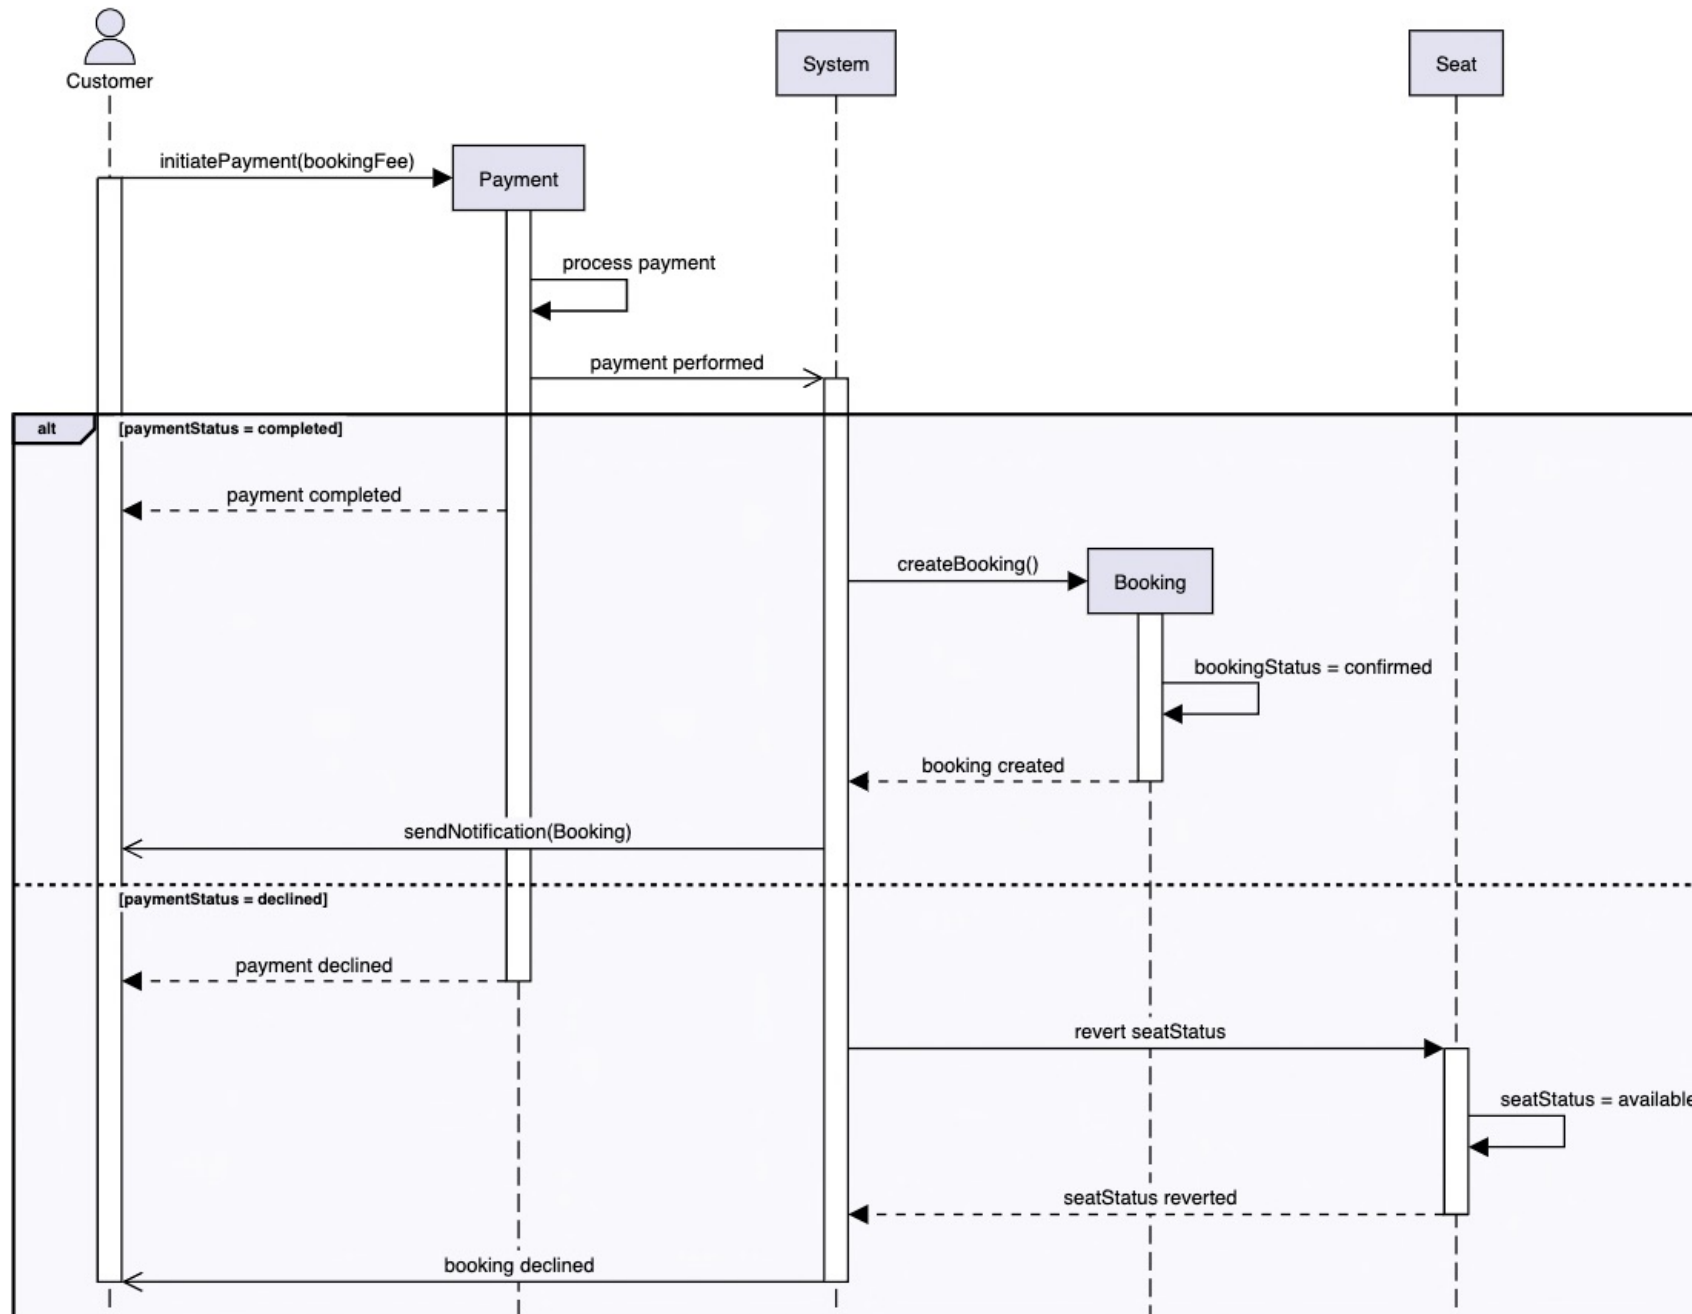 Customer
System
Seat
initiatePayment(bookingFee)
Payment
process payment
payment performed
alt
[paymentStatus = completed]
payment completed
createBooking()
Booking
bookingStatus = confirmed
booking created
sendNotification(Booking)
[paymentStatus = declined]
payment declined
revert seatStatus
seatStatus = available
seatStatus reverted
booking declined